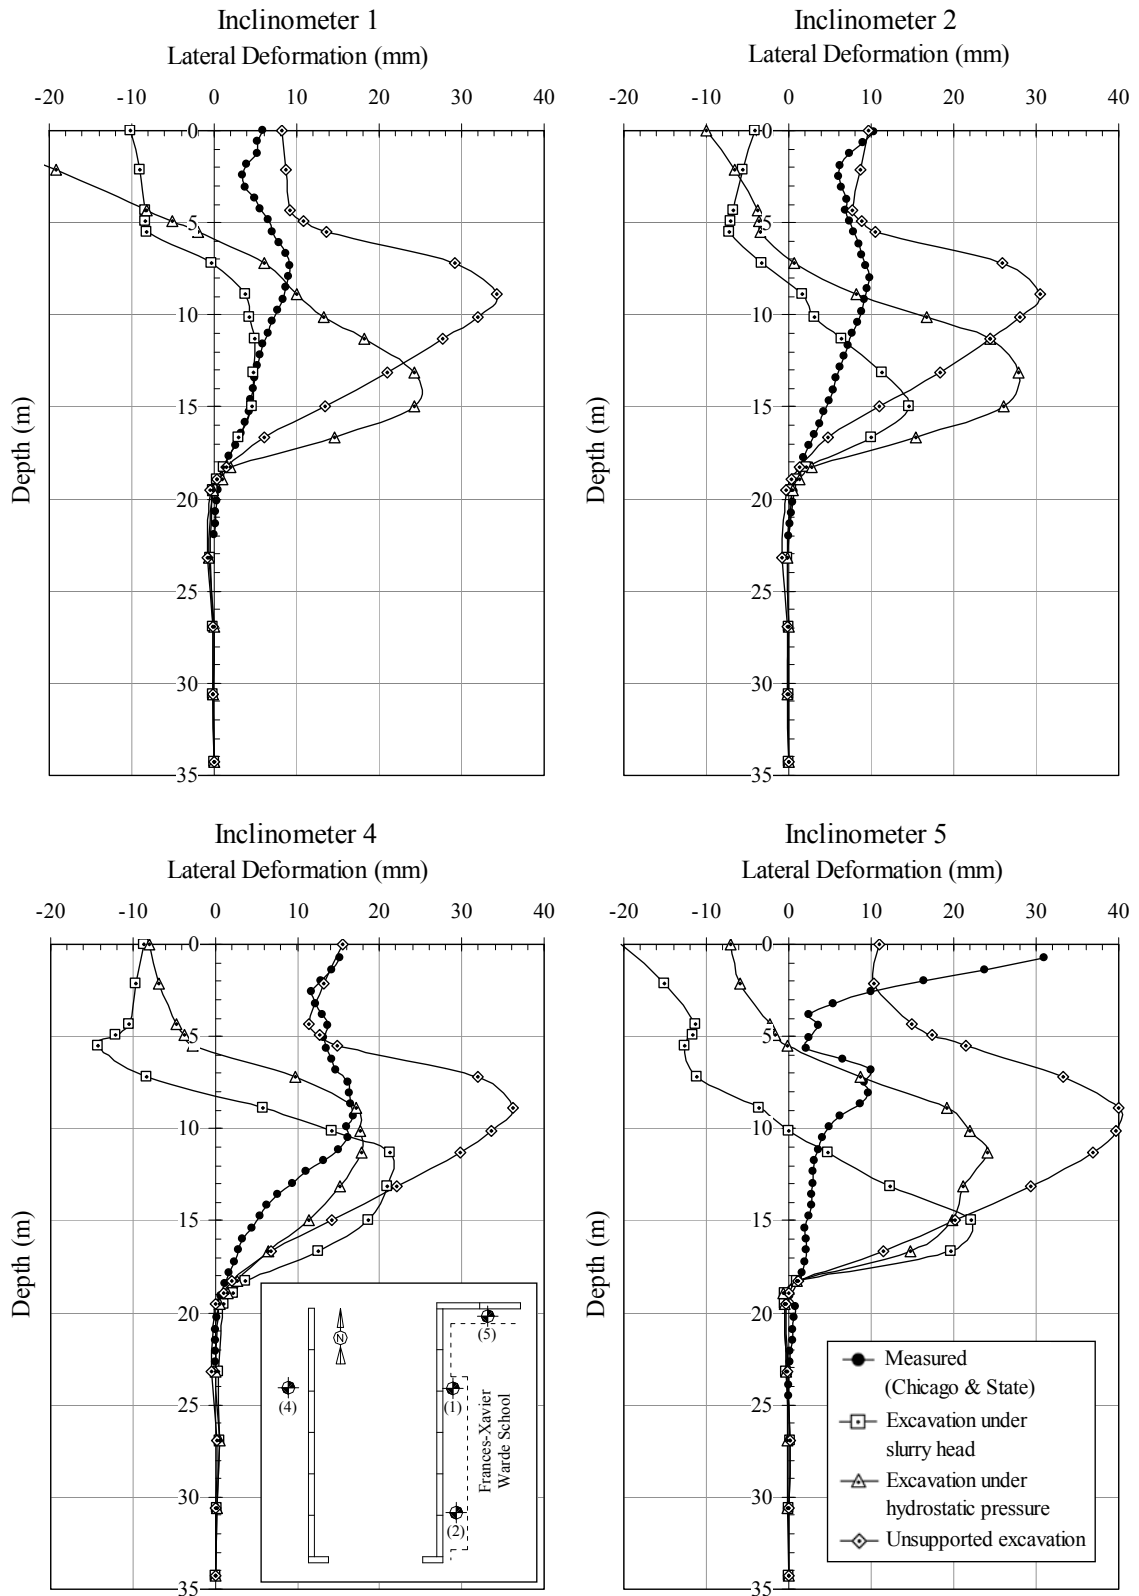 Inclinometer 1
Lateral Deformation (mm)
-20 -10 0 10 20 30 40
0
5
10
15
20
25
30
35
Depth (m)
Inclinometer 2
Lateral Deformation (mm)
-20 -10 0 10 20 30 40
0
5
10
15
20
25
30
35
Depth (m)
Inclinometer 4
Lateral Deformation (mm)
-20 -10 0 10 20 30 40
0
5
10
15
20
25
30
35
Depth (m)
N
(4)
(5)
(1)
(2)
Frances-Xavier
Warde School
Inclinometer 5
Lateral Deformation (mm)
-20 -10 0 10 20 30 40
0
5
10
15
20
25
30
35
Depth (m)
Measured
(Chicago & State)
Excavation under
slurry head
Excavation under
hydrostatic pressure
Unsupported excavation